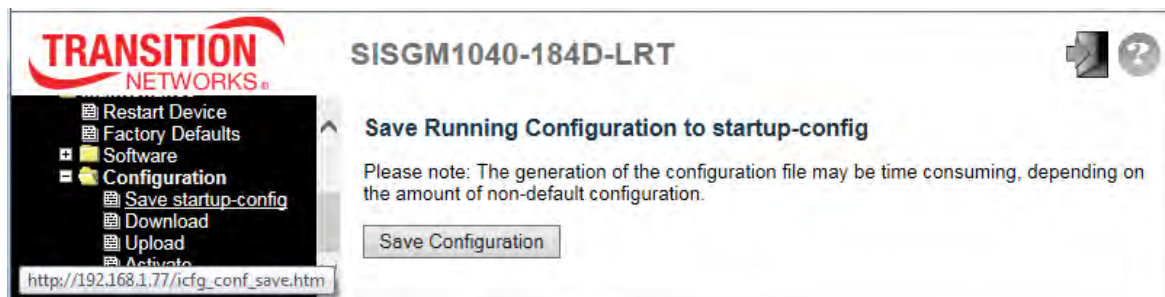 TRANSITION
NETWORKS®
SISGM1040-184D-LRT
?
Maintenance
Restart Device
Factory Defaults
Software
Configuration
Save startup-config
Download
Upload
Activate
http://192.168.1.77/icfg_conf_save.htm
Save Running Configuration to startup-config
Please note: The generation of the configuration file may be time consuming, depending on
the amount of non-default configuration.
Save Configuration